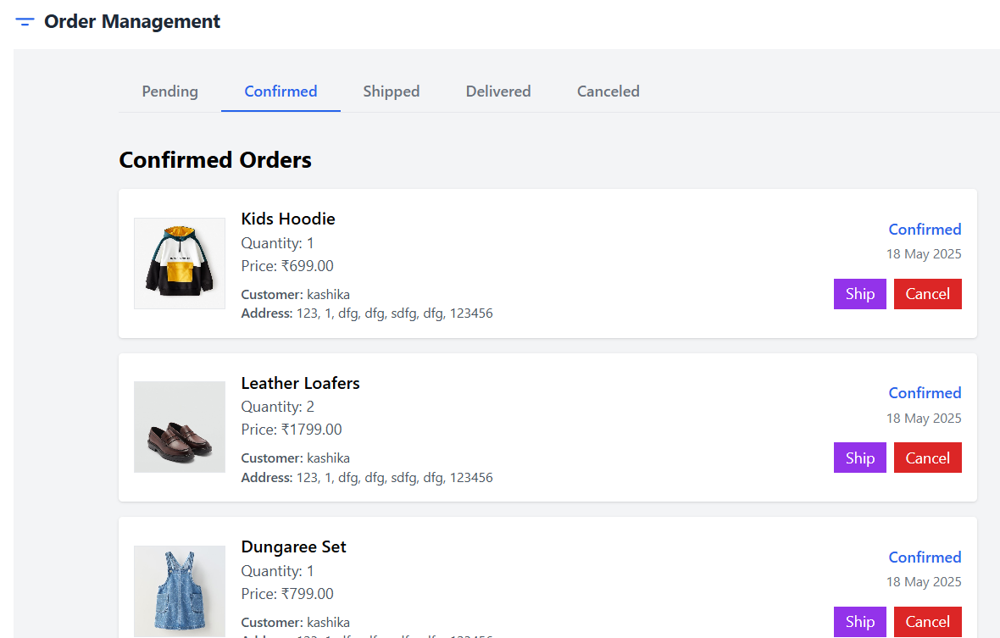 Order Management
Pending Confirmed Shipped Delivered Canceled
Confirmed Orders
Kids Hoodie
Quantity: 1
Price: ₹699.00
Customer: kashika
Address: 123, 1, dfg, dfg, sdfg, dfg, 123456
Confirmed
18 May 2025
Ship Cancel
Leather Loafers
Quantity: 2
Price: ₹1799.00
Customer: kashika
Address: 123, 1, dfg, dfg, sdfg, dfg, 123456
Confirmed
18 May 2025
Ship Cancel
Dungaree Set
Quantity: 1
Price: ₹799.00
Customer: kashika
Confirmed
18 May 2025
Ship Cancel